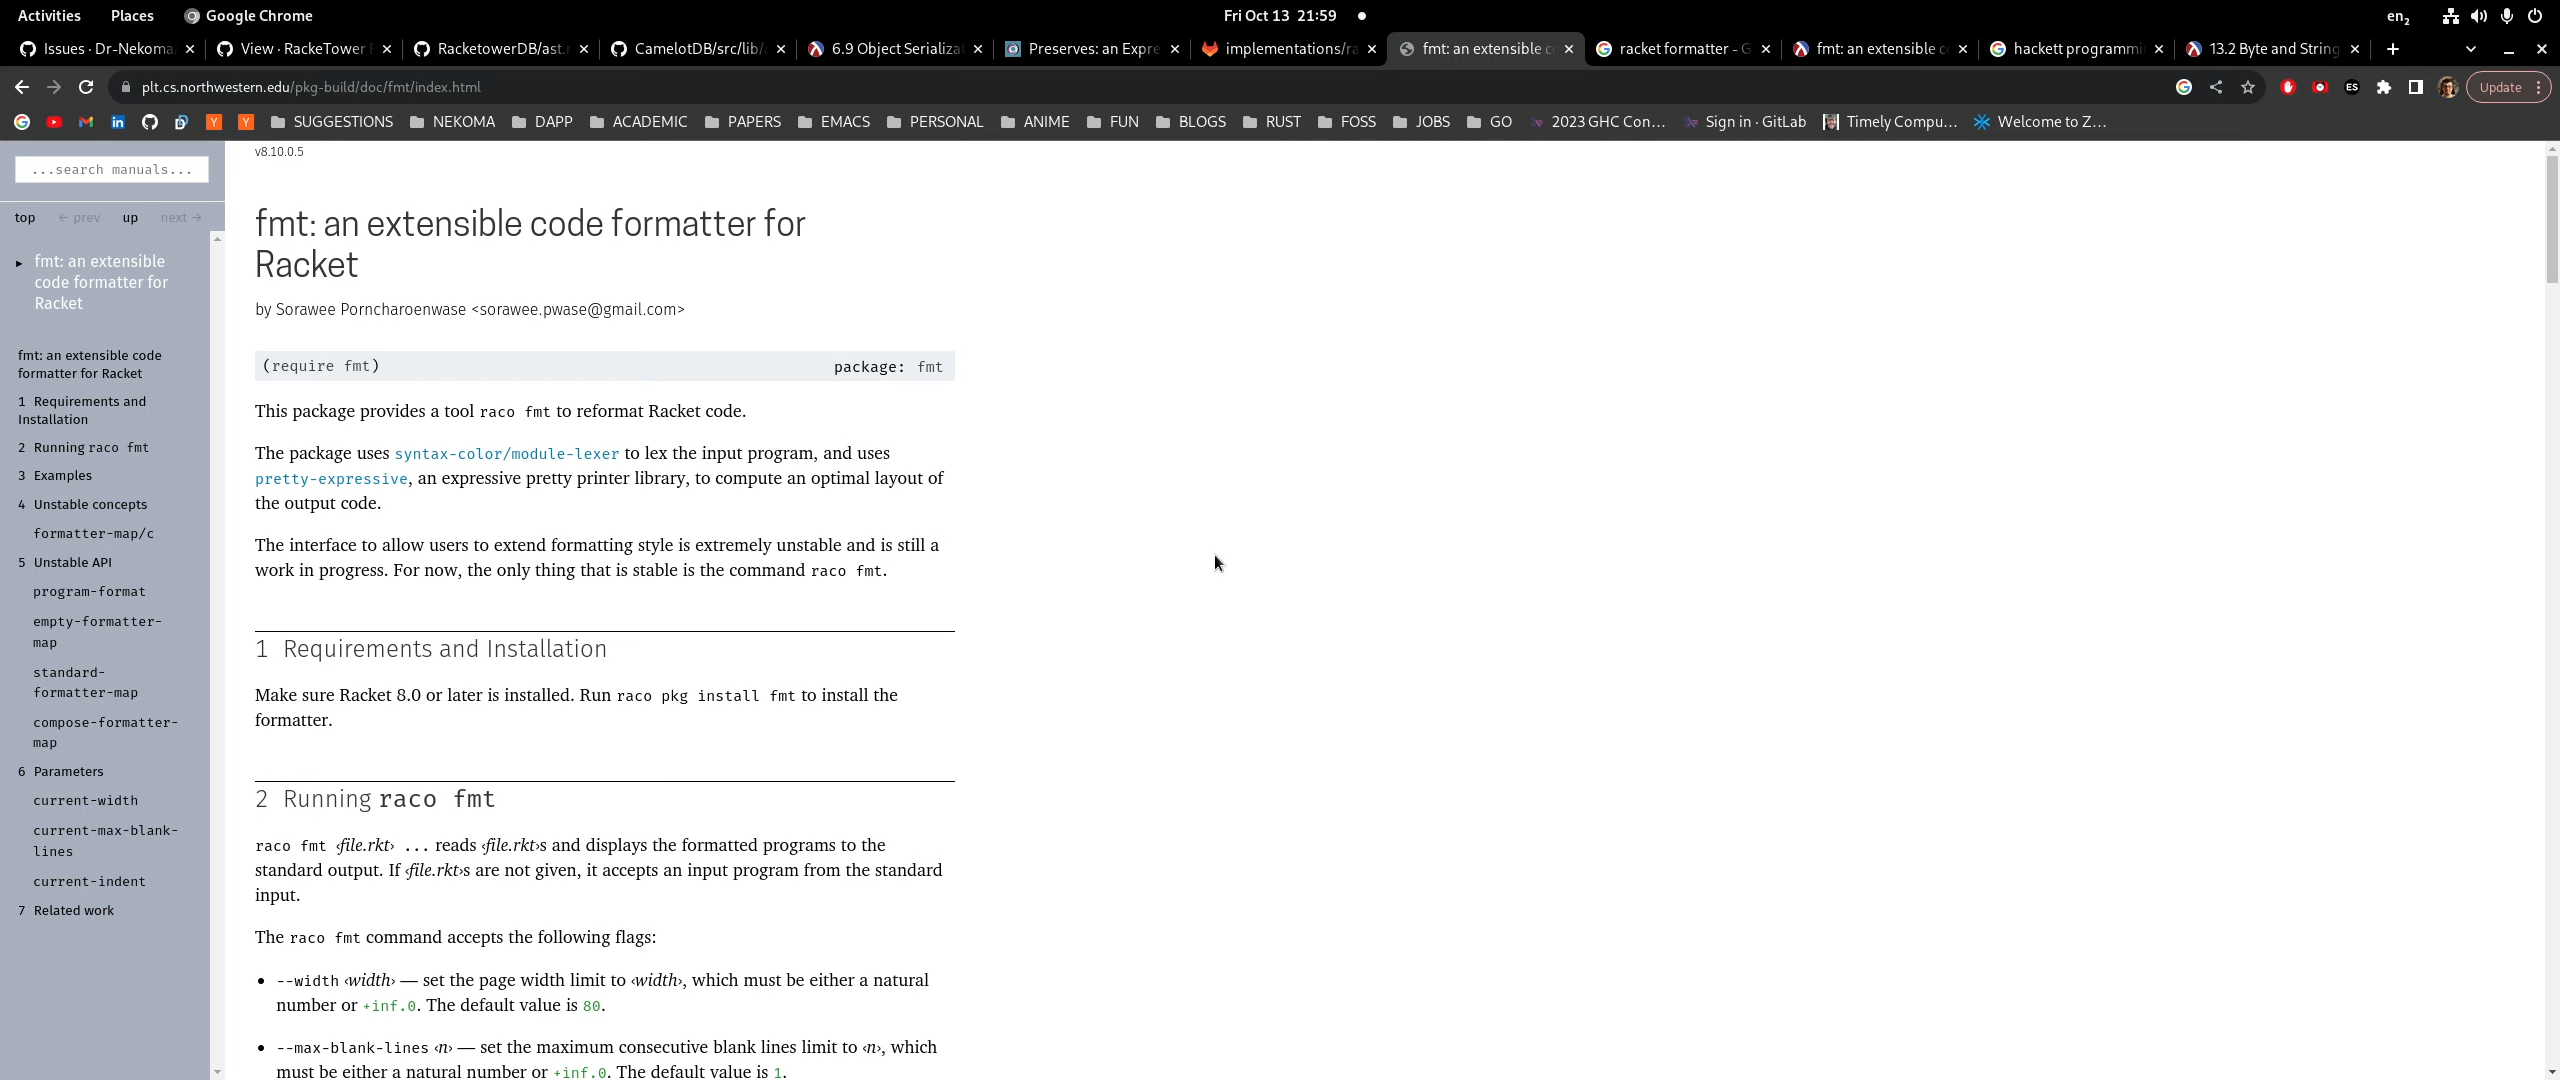 Activities Places Google Chrome Fri Oct 13 21:59 en2
Issues · Dr-Nekoma View · RackeTower RacketowerDB/ast.r CamelotDB/src/lib/ 6.9 Object Serializat Preserves: an Expre implementations/ra fmt: an extensible c racket formatter - G fmt: an extensible c hackett programmi 13.2 Byte and String
plt.cs.northwestern.edu/pkg-build/doc/fmt/index.html ES Update
SUGGESTIONS NEKOMA DAPP ACADEMIC PAPERS EMACS PERSONAL ANIME FUN BLOGS RUST FOSS JOBS GO 2023 GHC Con... Sign in · GitLab Timely Compu... Welcome to Z...
...search manuals...
top ← prev up next →
▸ fmt: an extensible
code formatter for
Racket
fmt: an extensible code
formatter for Racket
1 Requirements and
Installation
2 Running raco fmt
3 Examples
4 Unstable concepts
formatter-map/c
5 Unstable API
program-format
empty-formatter-
map
standard-
formatter-map
compose-formatter-
map
6 Parameters
current-width
current-max-blank-
lines
current-indent
7 Related work
v8.10.0.5
fmt: an extensible code formatter for
Racket
by Sorawee Porncharoenwase <sorawee.pwase@gmail.com>
(require fmt) package: fmt
This package provides a tool raco fmt to reformat Racket code.
The package uses syntax-color/module-lexer to lex the input program, and uses
pretty-expressive, an expressive pretty printer library, to compute an optimal layout of
the output code.
The interface to allow users to extend formatting style is extremely unstable and is still a
work in progress. For now, the only thing that is stable is the command raco fmt.
1 Requirements and Installation
Make sure Racket 8.0 or later is installed. Run raco pkg install fmt to install the
formatter.
2 Running raco fmt
raco fmt ‹file.rkt› ... reads ‹file.rkt›s and displays the formatted programs to the
standard output. If ‹file.rkt›s are not given, it accepts an input program from the standard
input.
The raco fmt command accepts the following flags:
• --width ‹width› — set the page width limit to ‹width›, which must be either a natural
number or +inf.0. The default value is 80.
• --max-blank-lines ‹n› — set the maximum consecutive blank lines limit to ‹n›, which
must be either a natural number or +inf.0. The default value is 1.